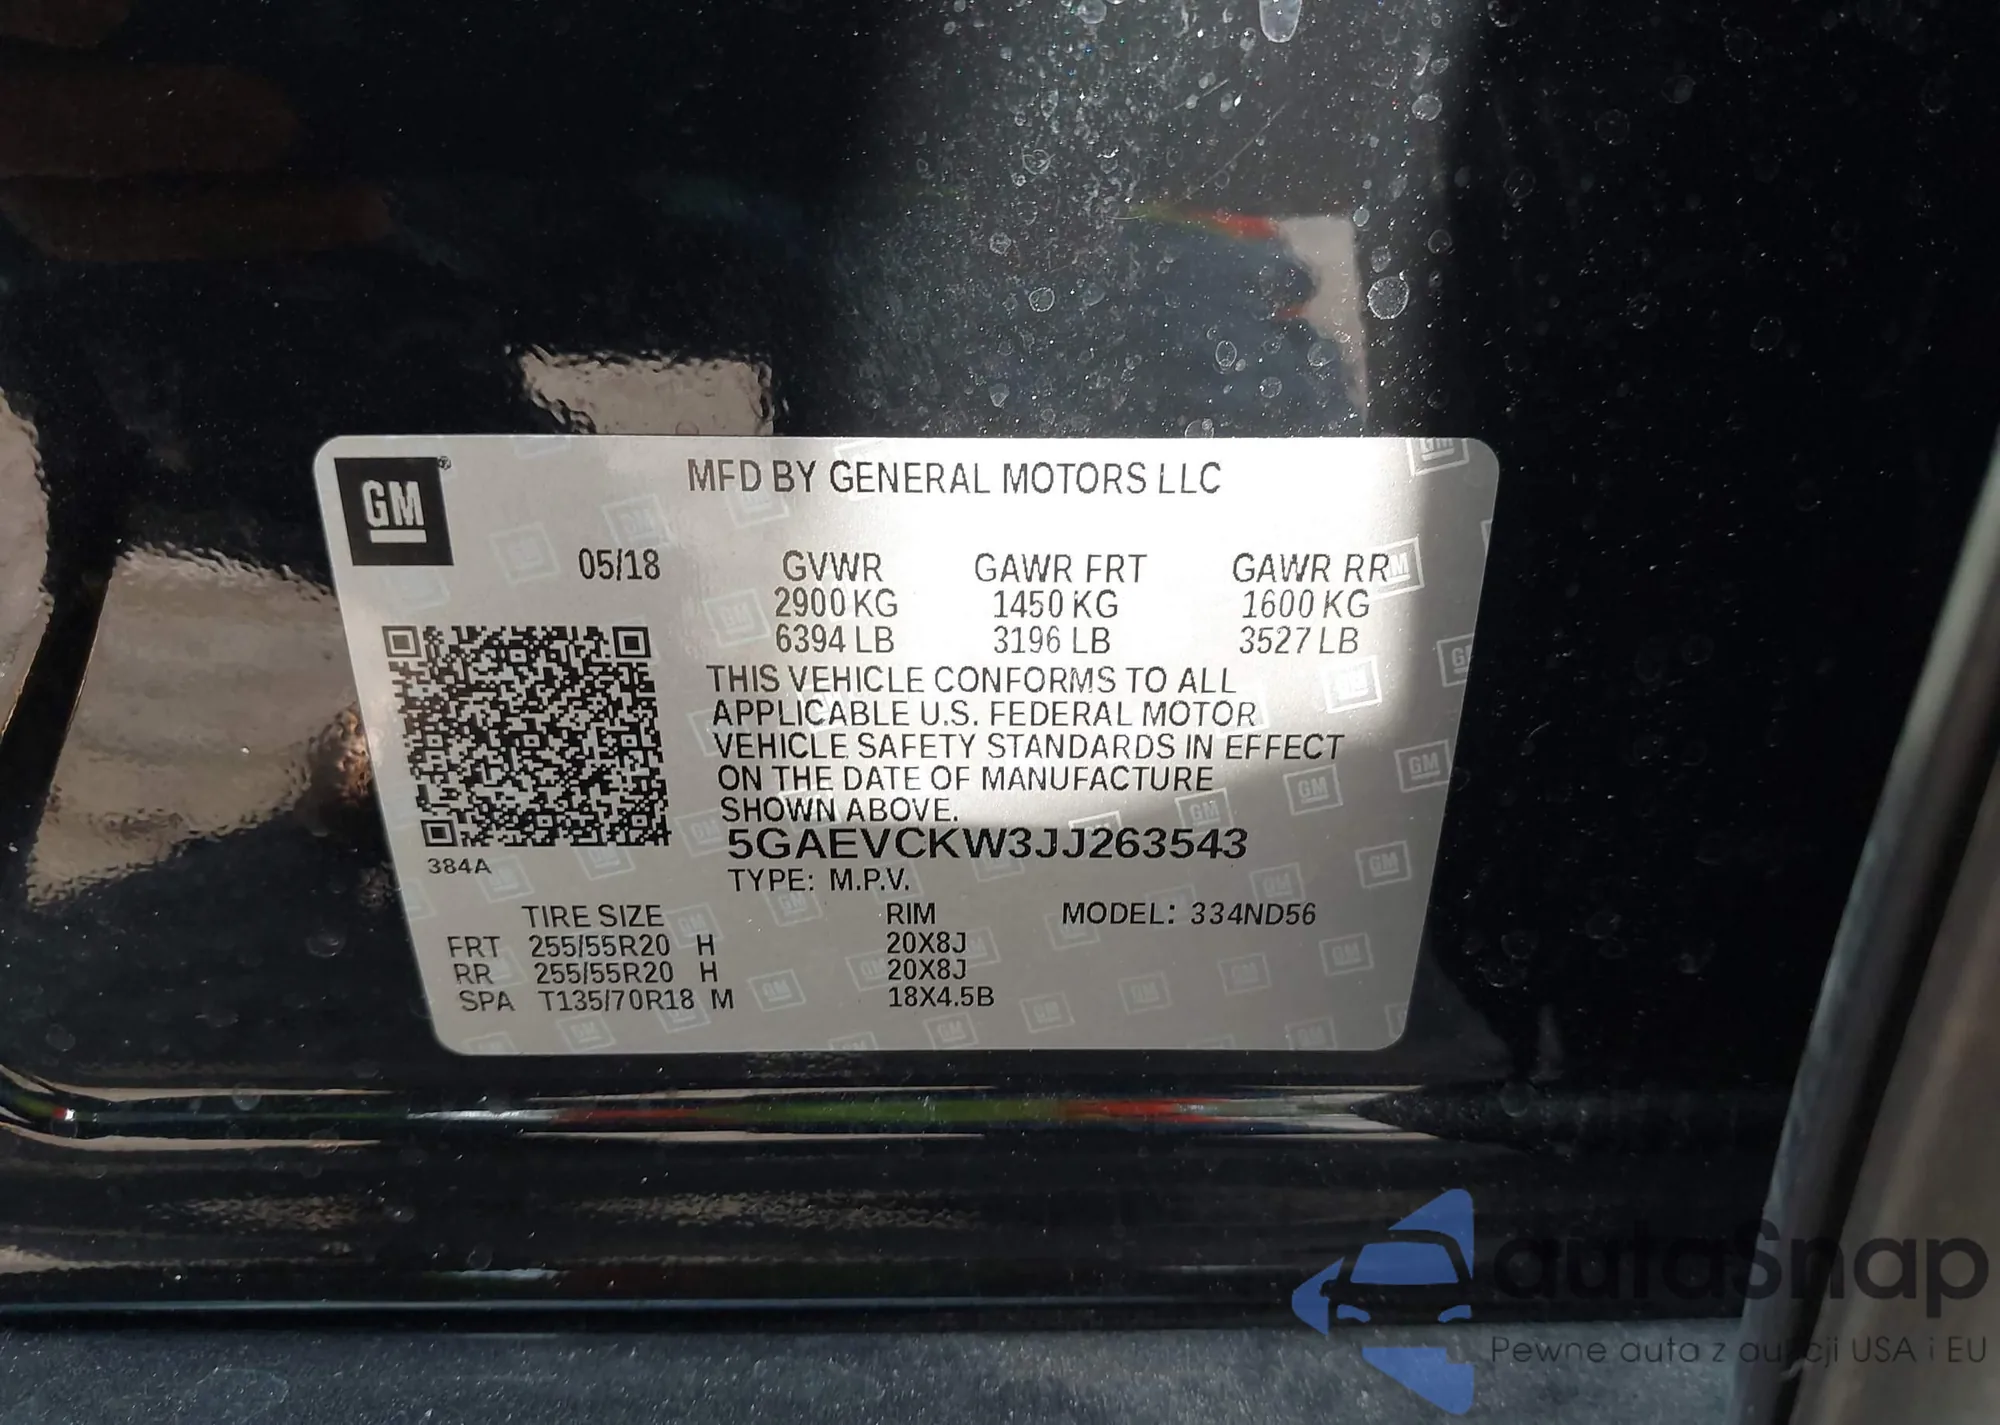 GM
MFD BY GENERAL MOTORS LLC
05/18 GVWR GAWR FRT GAWR RR
2900 KG 1450 KG 1600 KG
6394 LB 3196 LB 3527 LB
THIS VEHICLE CONFORMS TO ALL
APPLICABLE U.S. FEDERAL MOTOR
VEHICLE SAFETY STANDARDS IN EFFECT
ON THE DATE OF MANUFACTURE
SHOWN ABOVE.
5GAEVCKW3JJ263543
384A
TYPE: M.P.V.
TIRE SIZE RIM MODEL: 334ND56
FRT 255/55R20 H 20X8J
RR 255/55R20 H 20X8J
SPA T135/70R18 M 18X4.5B
autaSnap
Pewne auta z aukcji USA i EU